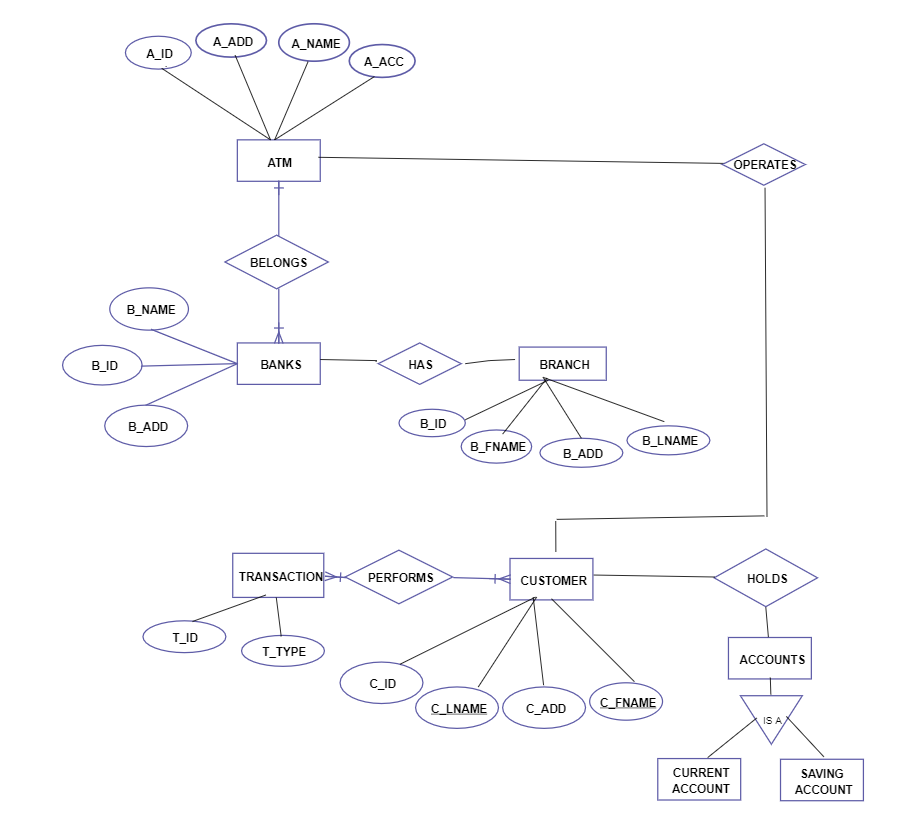 A_ID
A_ADD
A_NAME
A_ACC
ATM
OPERATES
BELONGS
B_NAME
B_ID
B_ADD
BANKS
HAS
BRANCH
B_ID
B_FNAME
B_ADD
B_LNAME
TRANSACTION
PERFORMS
CUSTOMER
HOLDS
T_ID
T_TYPE
C_ID
C_LNAME
C_ADD
C_FNAME
ACCOUNTS
IS A
CURRENT
ACCOUNT
SAVING
ACCOUNT